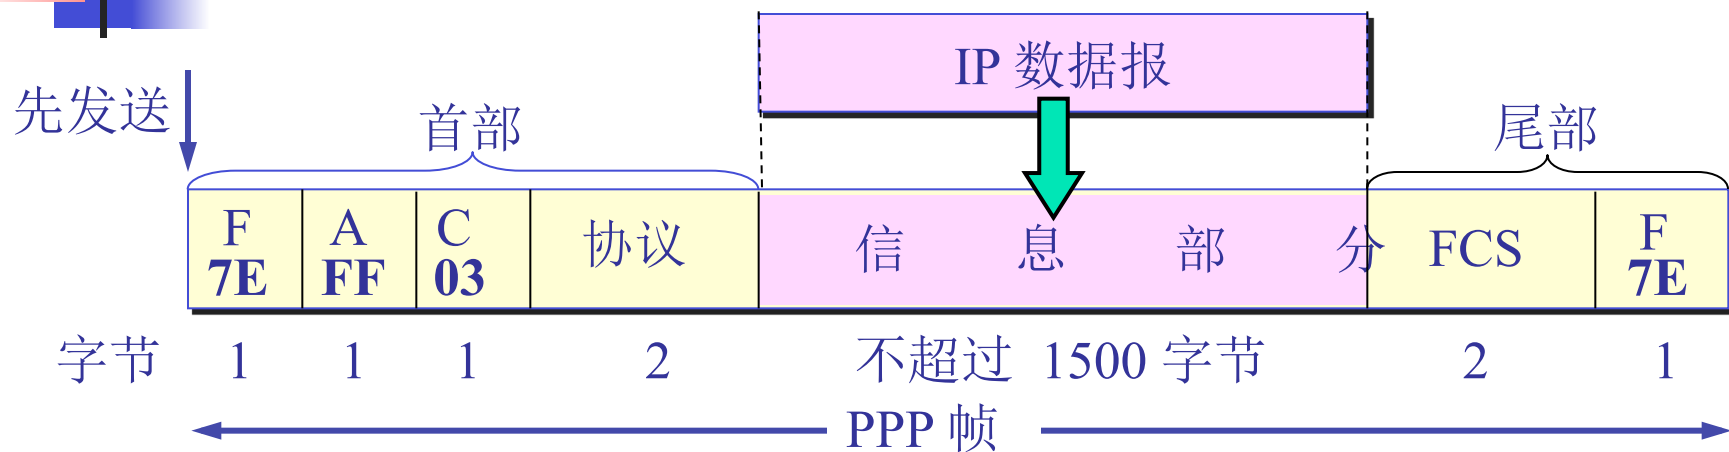 IP 数据报
先发送
首部
尾部
F A C 协议 信 息 部 分 FCS F
7E FF 03 7E
字节 1 1 1 2 不超过 1500 字节 2 1
PPP 帧